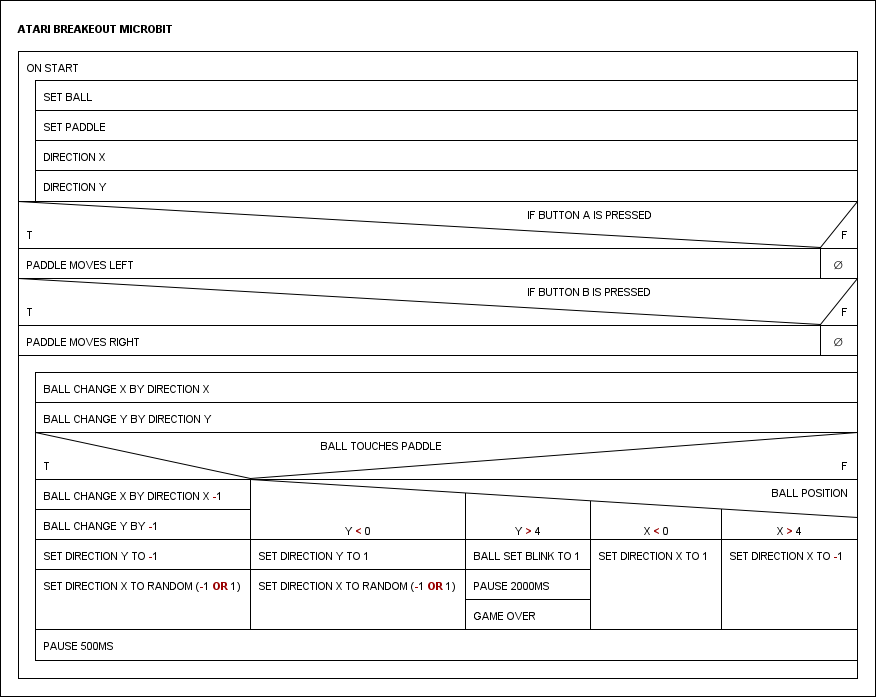 ATARI BREAKOUT MICROBIT
ON START
SET BALL
SET PADDLE
DIRECTION X
DIRECTION Y
IF BUTTON A IS PRESSED
T F
PADDLE MOVES LEFT Ø
IF BUTTON B IS PRESSED
T F
PADDLE MOVES RIGHT Ø
BALL CHANGE X BY DIRECTION X
BALL CHANGE Y BY DIRECTION Y
BALL TOUCHES PADDLE
T F
BALL POSITION
BALL CHANGE X BY DIRECTION X -1
BALL CHANGE Y BY -1
Y < 0 Y > 4 X < 0 X > 4
SET DIRECTION Y TO -1 SET DIRECTION Y TO 1 BALL SET BLINK TO 1 SET DIRECTION X TO 1 SET DIRECTION X TO -1
SET DIRECTION X TO RANDOM (-1 OR 1) SET DIRECTION X TO RANDOM (-1 OR 1) PAUSE 2000MS
GAME OVER
PAUSE 500MS